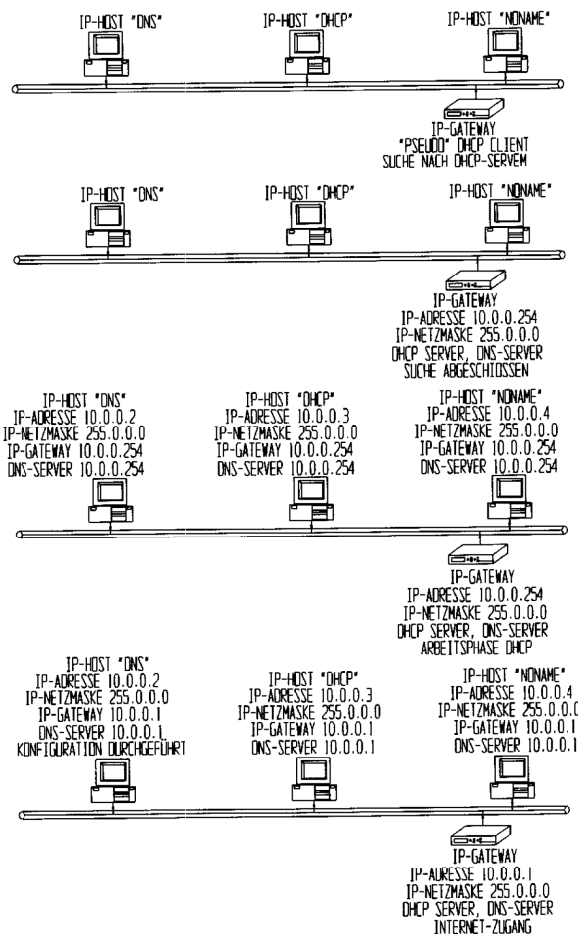 IP-HOST "DNS"
IP-HOST "DHCP"
IP-HOST "NONAME"
IP-GATEWAY
"PSEUDO" DHCP CLIENT
SUCHE NACH DHCP-SERVEM
IP-HOST "DNS"
IP-HOST "DHCP"
IP-HOST "NONAME"
IP-GATEWAY
IP-ADRESSE 10.0.0.254
IP-NETZMASKE 255.0.0.0
DHCP SERVER, DNS-SERVER
SUCHE ABGESCHLOSSEN
IP-HOST "DNS"
IP-ADRESSE 10.0.0.2
IP-NETZMASKE 255.0.0.0
IP-GATEWAY 10.0.0.254
DNS-SERVER 10.0.0.254
IP-HOST "DHCP"
IP-ADRESSE 10.0.0.3
IP-NETZMASKE 255.0.0.0
IP-GATEWAY 10.0.0.254
DNS-SERVER 10.0.0.254
IP-HOST "NONAME"
IP-ADRESSE 10.0.0.4
IP-NETZMASKE 255.0.0.0
IP-GATEWAY 10.0.0.254
DNS-SERVER 10.0.0.254
IP-GATEWAY
IP-ADRESSE 10.0.0.254
IP-NETZMASKE 255.0.0.0
DHCP SERVER, DNS-SERVER
ARBEITSPHASE DHCP
IP-HOST "DNS"
IP-ADRESSE 10.0.0.2
IP-NETZMASKE 255.0.0.0
IP-GATEWAY 10.0.0.1
DNS-SERVER 10.0.0.1
KONFIGURATION DURCHGEFÜHRT
IP-HOST "DHCP"
IP-ADRESSE 10.0.0.3
IP-NETZMASKE 255.0.0.0
IP-GATEWAY 10.0.0.1
DNS-SERVER 10.0.0.1
IP-HOST "NONAME"
IP-ADRESSE 10.0.0.4
IP-NETZMASKE 255.0.0.0
IP-GATEWAY 10.0.0.1
DNS-SERVER 10.0.0.1
IP-GATEWAY
IP-ADRESSE 10.0.0.1
IP-NETZMASKE 255.0.0.0
DHCP SERVER, DNS-SERVER
INTERNET-ZUGANG